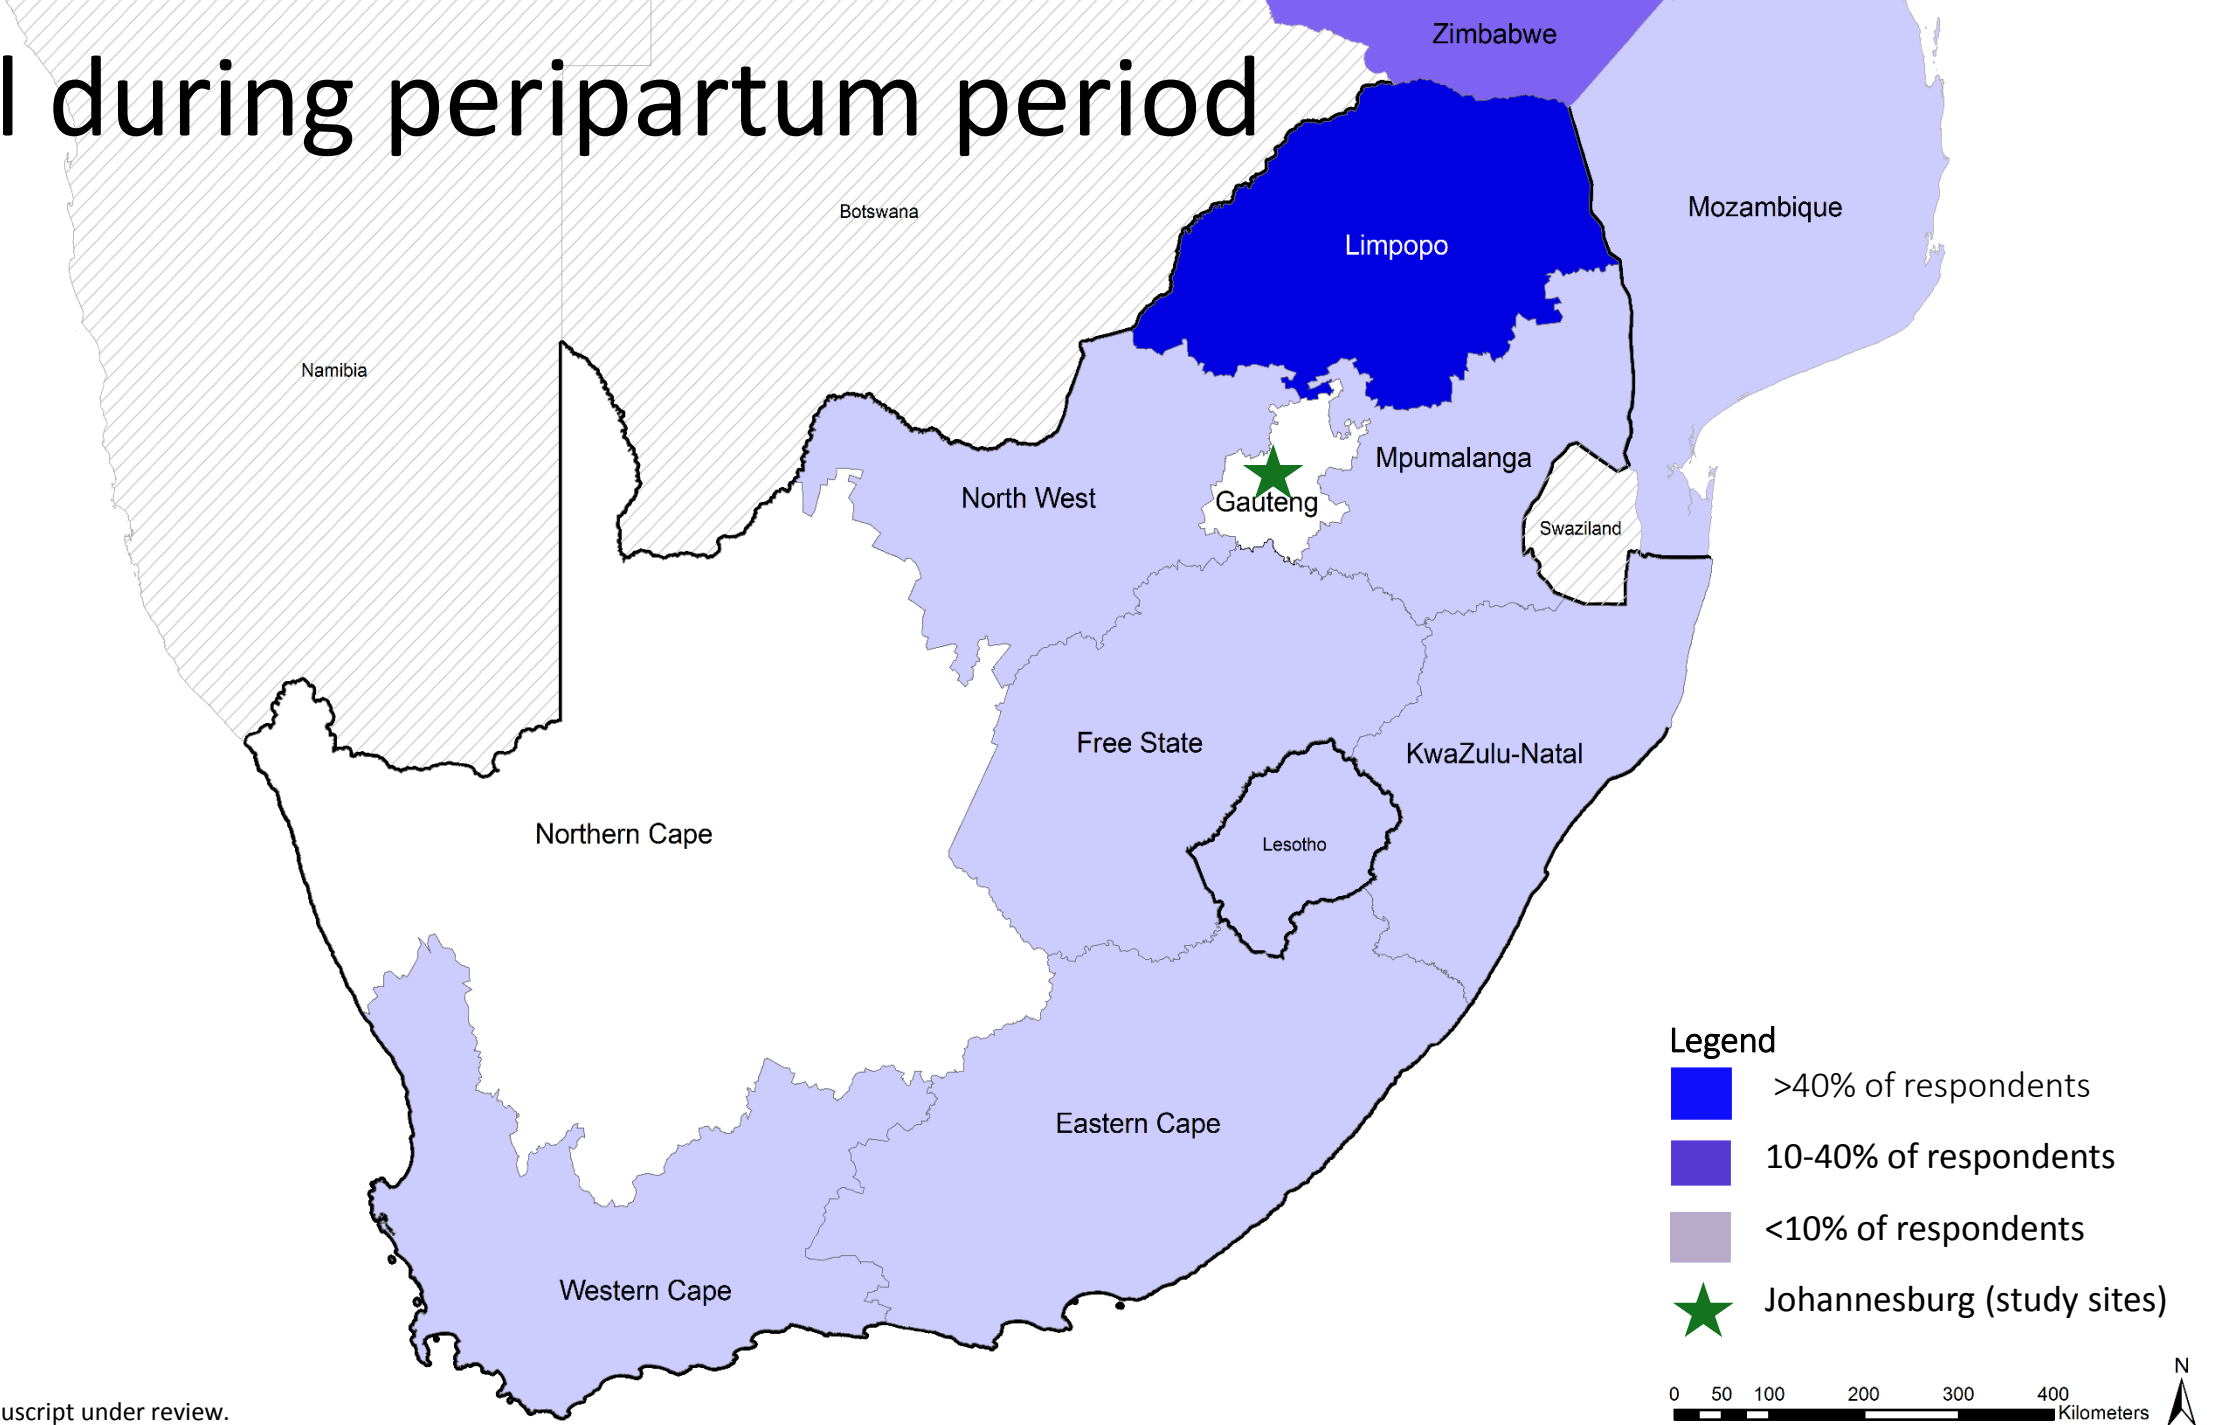 Zimbabwe
l during peripartum period
Botswana
Mozambique
Limpopo
Namibia
Mpumalanga
North West
Gauteng
Swaziland
Free State
KwaZulu-Natal
Northern Cape
Lesotho
Eastern Cape
Western Cape
Legend
>40% of respondents
10-40% of respondents
<10% of respondents
Johannesburg (study sites)
N
0 50 100 200 300 400
Kilometers
uscript under review.